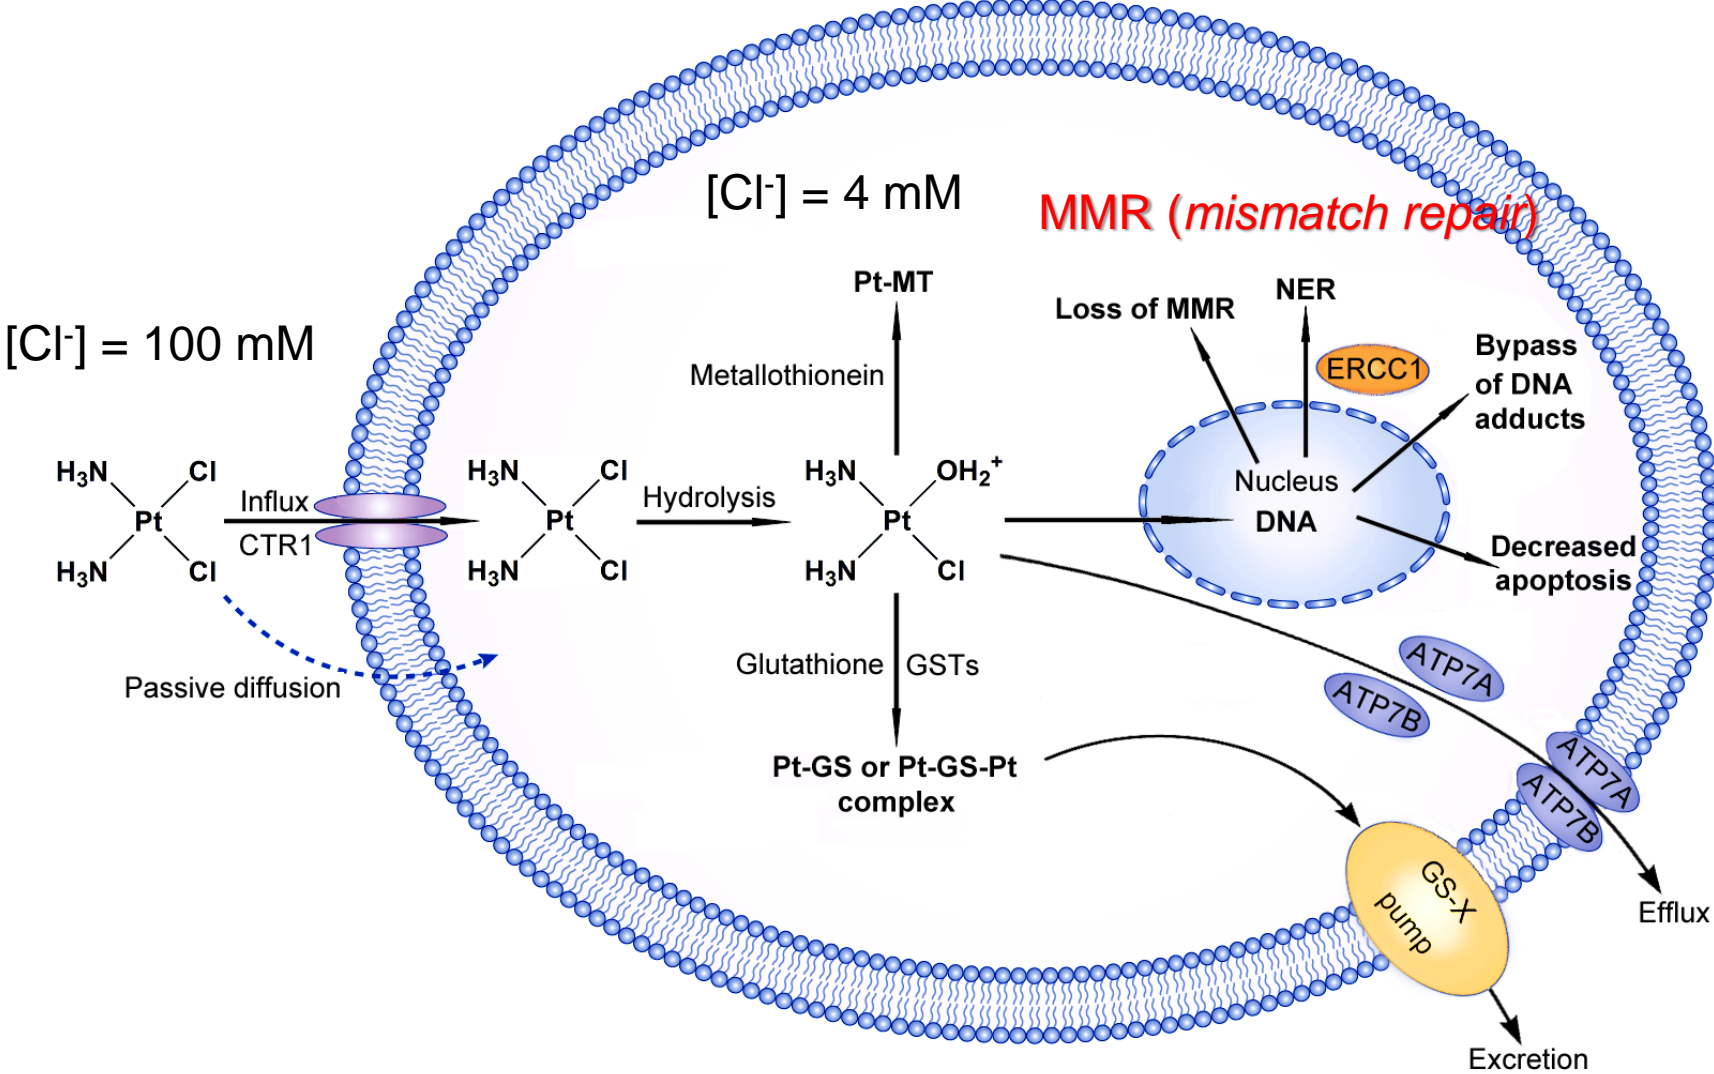 [Cl-] = 4 mM
MMR (mismatch repair)
[Cl-] = 100 mM
Pt-MT
Metallothionein
Loss of MMR
NER
ERCC1
Bypass
of DNA
adducts
H3N Cl
Pt
H3N Cl
Influx
CTR1
Passive diffusion
H3N Cl
Pt
H3N Cl
Hydrolysis
H3N OH2+
Pt
H3N Cl
Nucleus
DNA
Decreased
apoptosis
Glutathione GSTs
Pt-GS or Pt-GS-Pt
complex
ATP7A
ATP7B
ATP7A
ATP7B
GS-X
pump
Efflux
Excretion